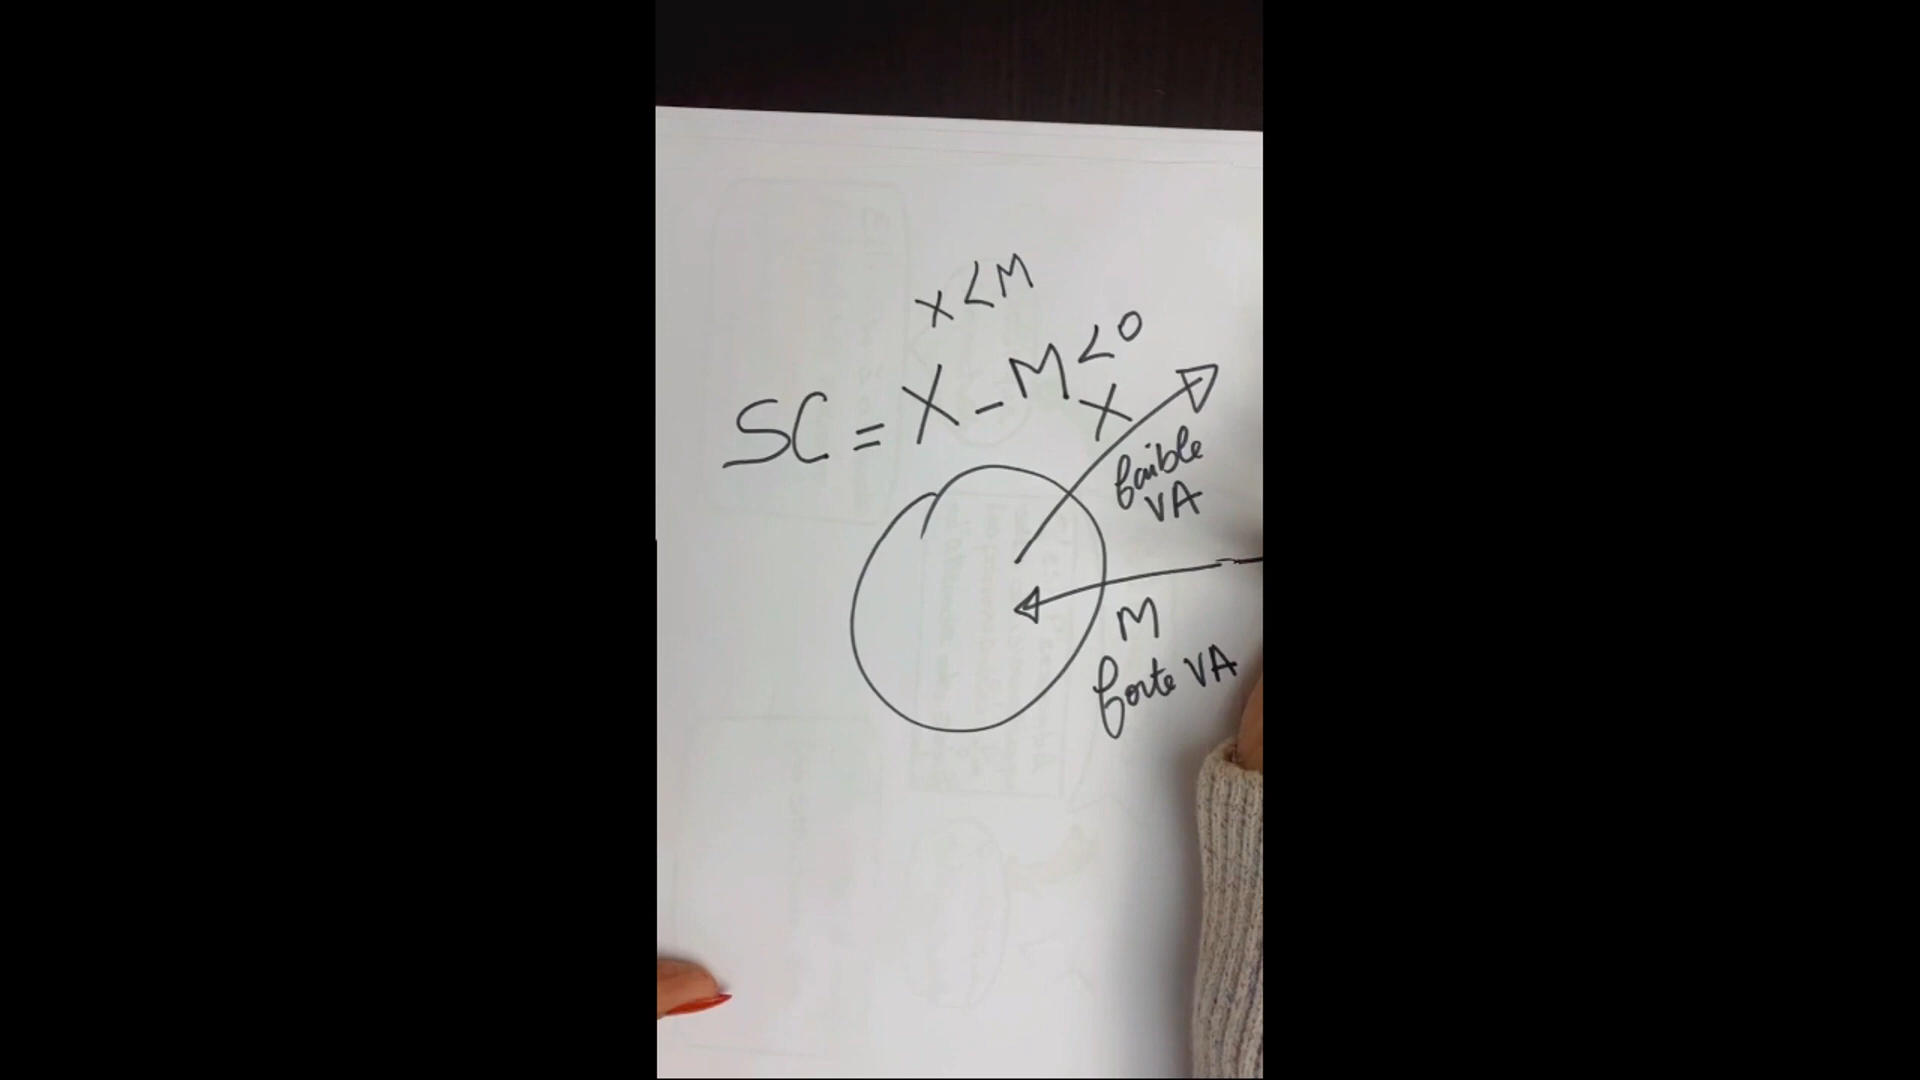 X < M
SC = X - M < 0
X
faible
VA
M
forte VA